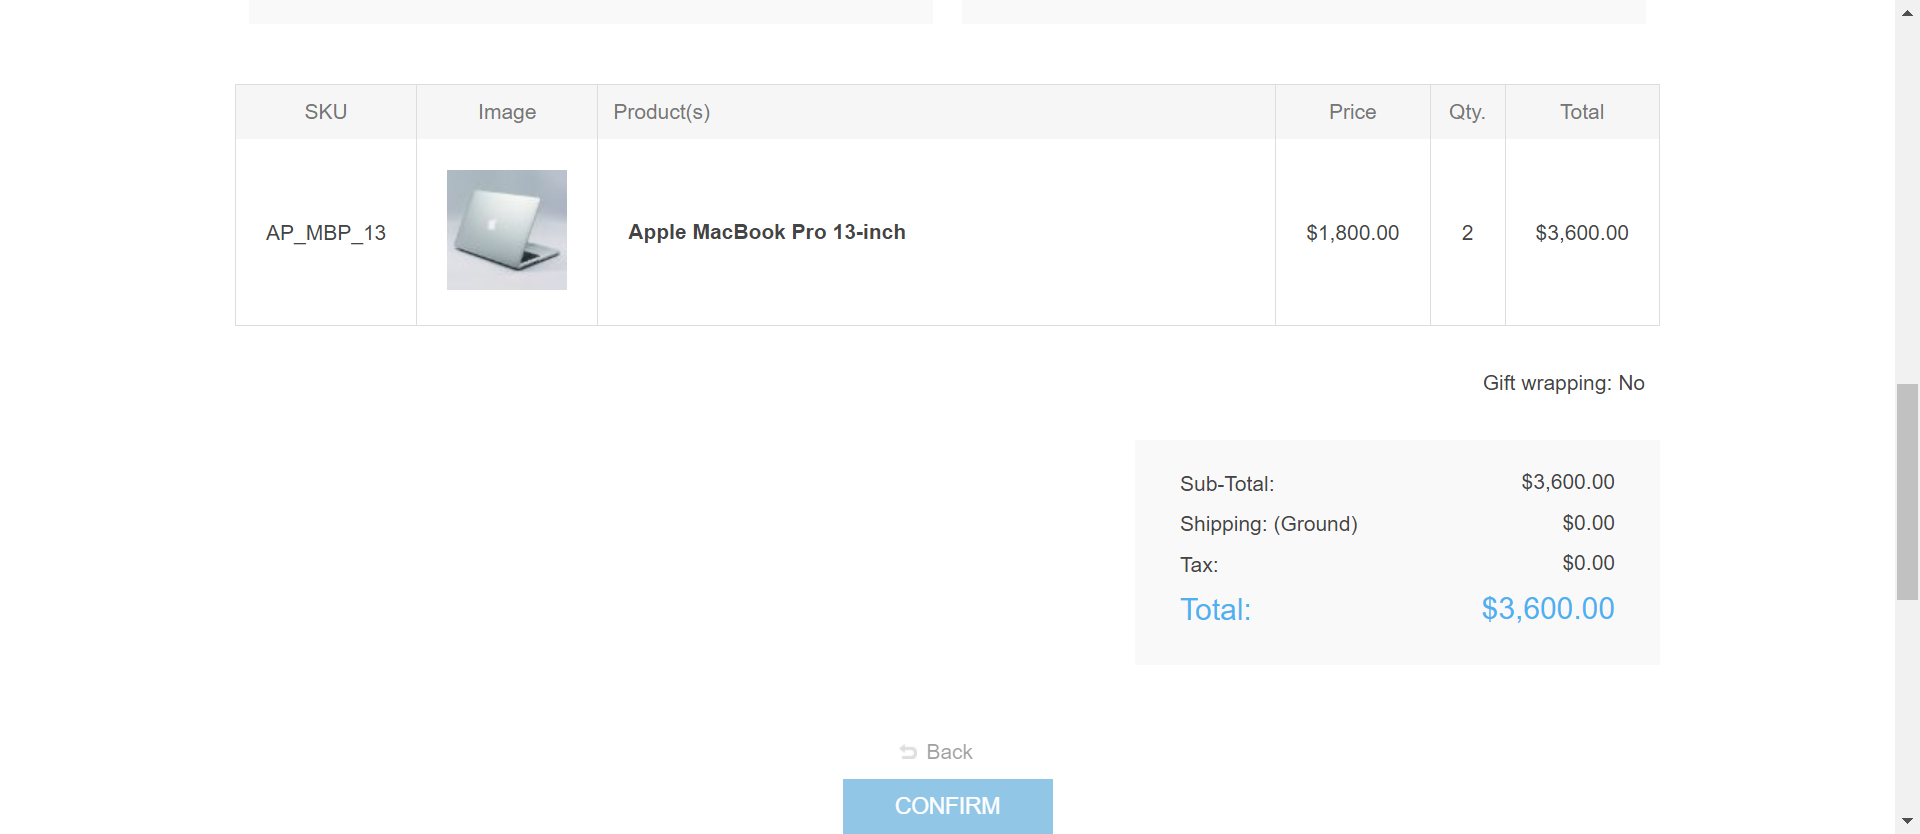 SKU Image Product(s) Price Qty. Total
AP_MBP_13 Apple MacBook Pro 13-inch $1,800.00 2 $3,600.00
Gift wrapping: No
Sub-Total: $3,600.00
Shipping: (Ground) $0.00
Tax: $0.00
Total: $3,600.00
Back
CONFIRM